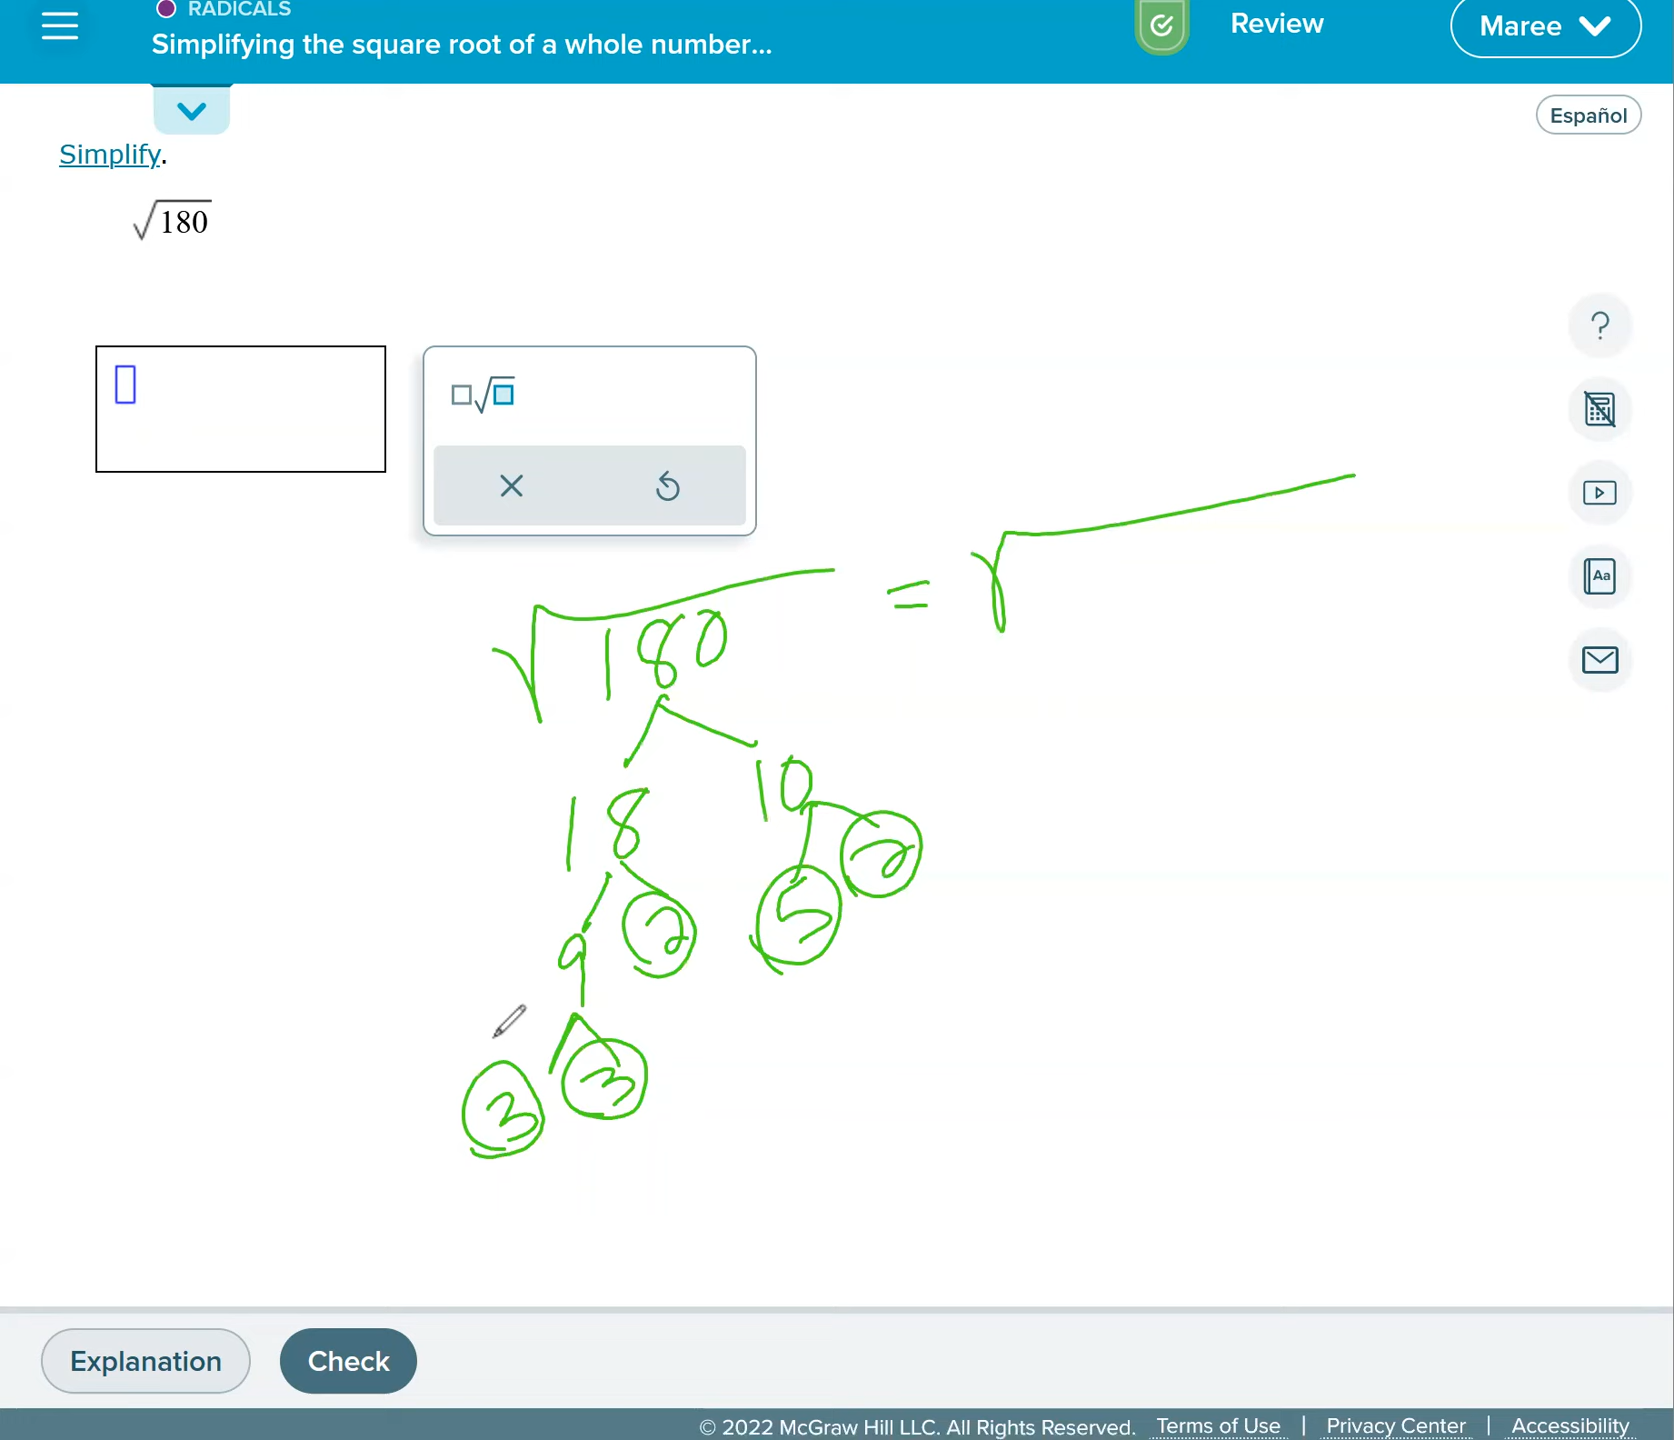 RADICALS
Simplifying the square root of a whole number...
Review
Maree
Español
Simplify.
√180
□√□
Aa
√180 = √
18 10
9 2 5 2
3 3
Explanation
Check
© 2022 McGraw Hill LLC. All Rights Reserved. Terms of Use | Privacy Center | Accessibility